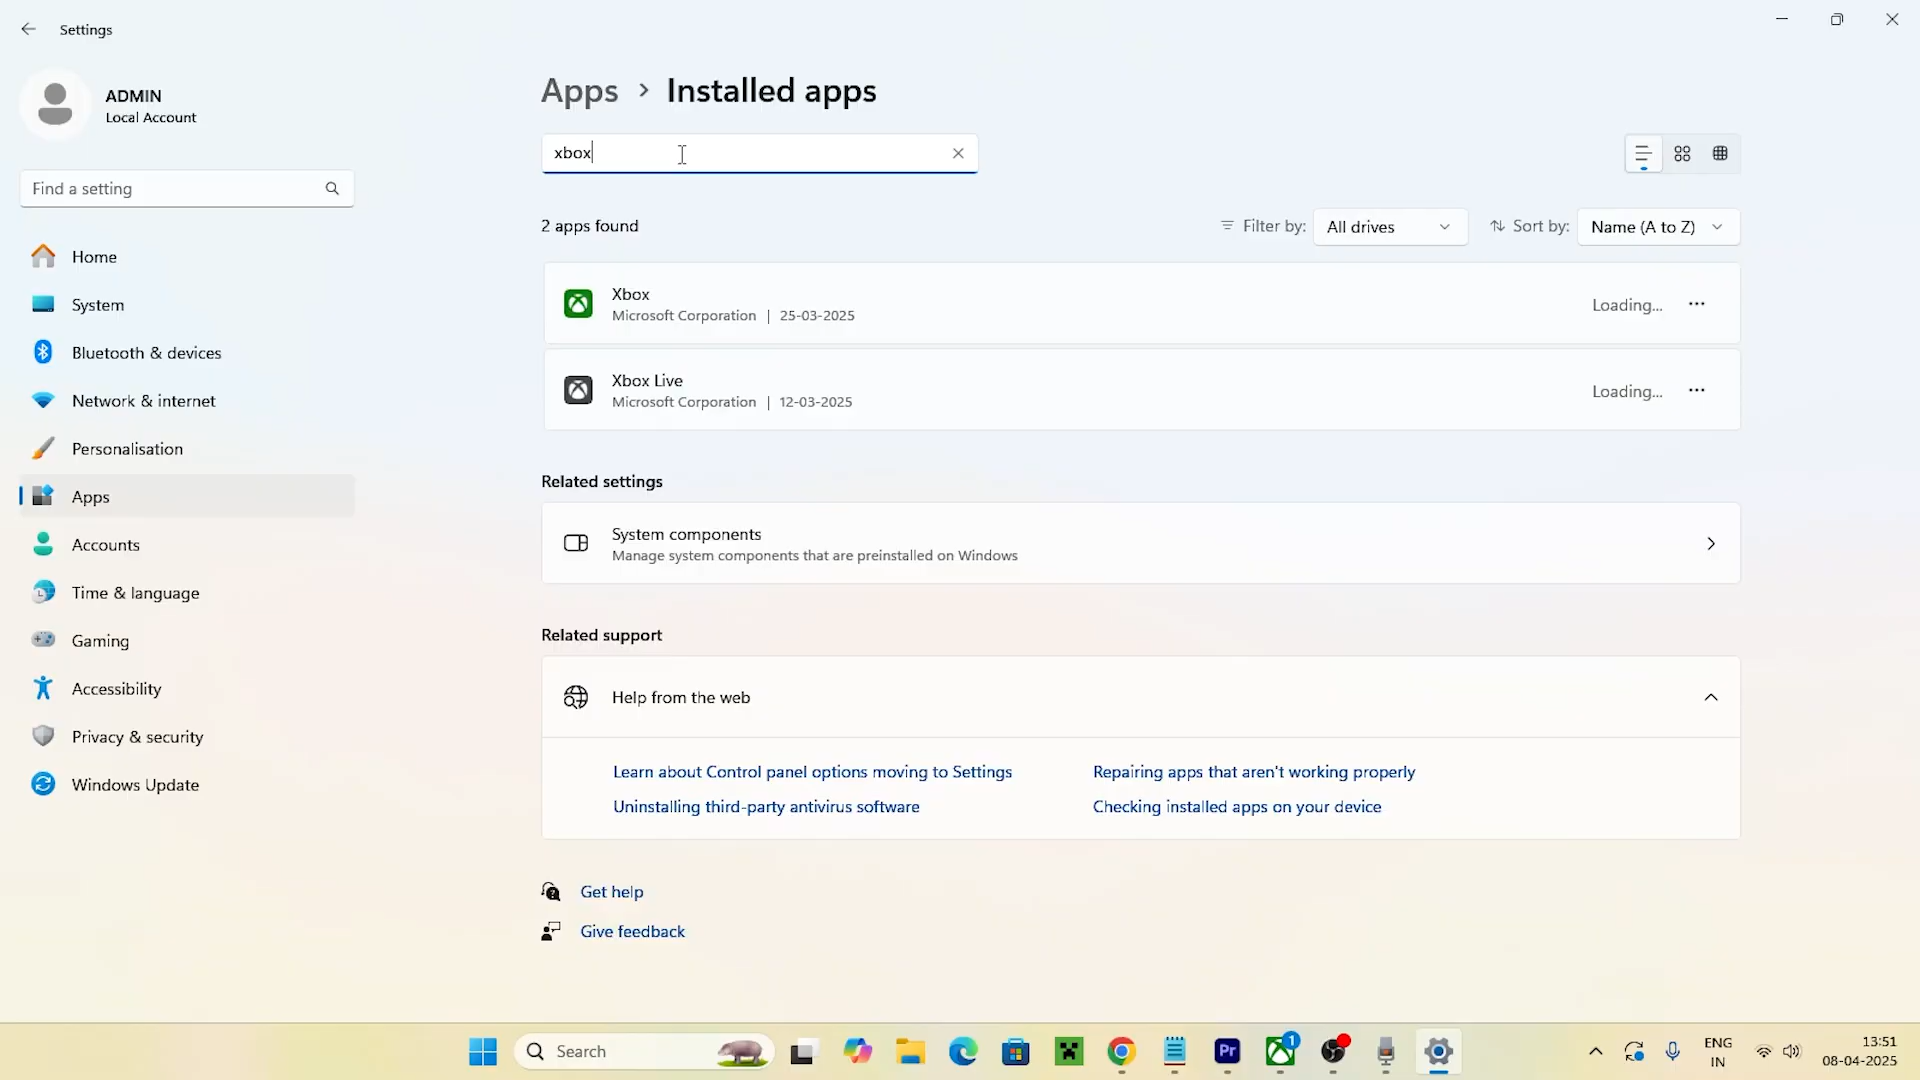 Settings
ADMIN
Local Account
Find a setting
Home
System
Bluetooth & devices
Network & internet
Personalisation
Apps
Accounts
Time & language
Gaming
Accessibility
Privacy & security
Windows Update
Apps > Installed apps
xbox
2 apps found
Filter by: All drives
Sort by: Name (A to Z)
Xbox
Microsoft Corporation | 25-03-2025
Loading...
Xbox Live
Microsoft Corporation | 12-03-2025
Loading...
Related settings
System components
Manage system components that are preinstalled on Windows
Related support
Help from the web
Learn about Control panel options moving to Settings
Repairing apps that aren't working properly
Uninstalling third-party antivirus software
Checking installed apps on your device
Get help
Give feedback
Search
Pr
1
ENG
IN
13:51
08-04-2025